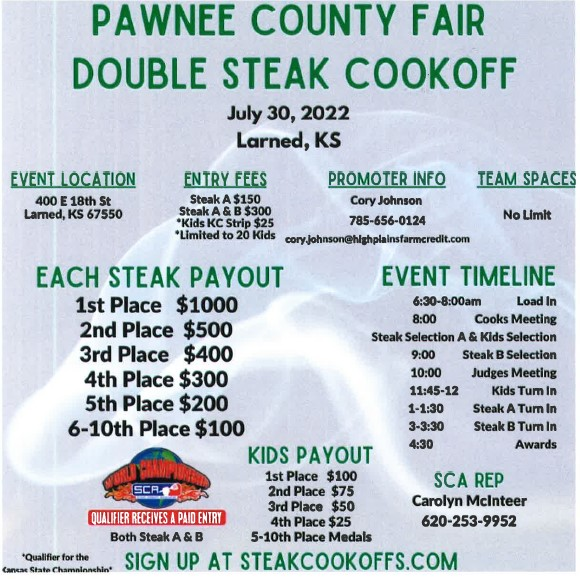 PAWNEE COUNTY FAIR
DOUBLE STEAK COOKOFF
July 30, 2022
Larned, KS
EVENT LOCATION
400 E 18th St
Larned, KS 67550
ENTRY FEES
Steak A $150
Steak A & B $300
*Kids KC Strip $25
*Limited to 20 Kids
PROMOTER INFO
Cory Johnson
785-656-0124
cory.johnson@highplainsfarmcredit.com
TEAM SPACES
No Limit
EACH STEAK PAYOUT
1st Place $1000
2nd Place $500
3rd Place $400
4th Place $300
5th Place $200
6-10th Place $100
EVENT TIMELINE
6:30-8:00am Load In
8:00 Cooks Meeting
Steak Selection A & Kids Selection
9:00 Steak B Selection
10:00 Judges Meeting
11:45-12 Kids Turn In
1-1:30 Steak A Turn In
3-3:30 Steak B Turn In
4:30 Awards
WORLD CHAMPIONSHIP
SCA
QUALIFIER RECEIVES A PAID ENTRY
Both Steak A & B
*Qualifier for the
Kansas State Championship*
KIDS PAYOUT
1st Place $100
2nd Place $75
3rd Place $50
4th Place $25
5-10th Place Medals
SCA REP
Carolyn McInteer
620-253-9952
SIGN UP AT STEAKCOOKOFFS.COM